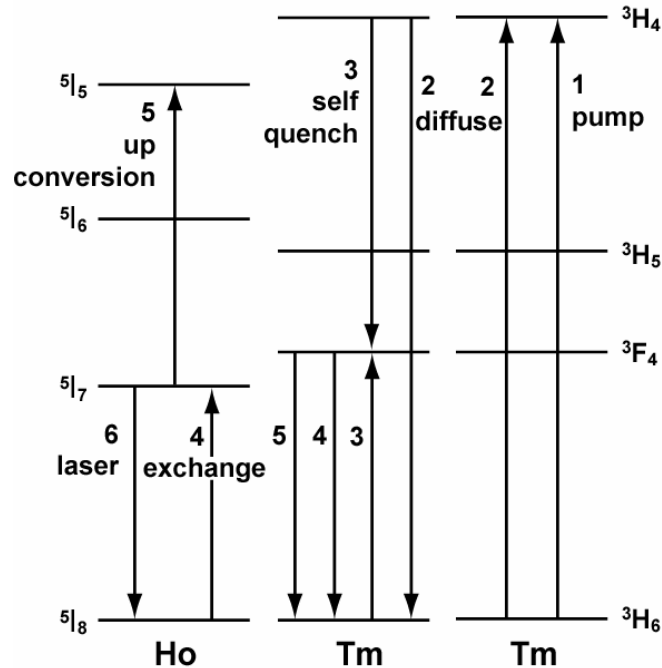 ³H₄
⁵I₅
3
self
quench
2
diffuse
2
1
pump
5
up
conversion
⁵I₆
³H₅
³F₄
⁵I₇
6
laser
4
exchange
5
4
3
⁵I₈
³H₆
Ho
Tm
Tm